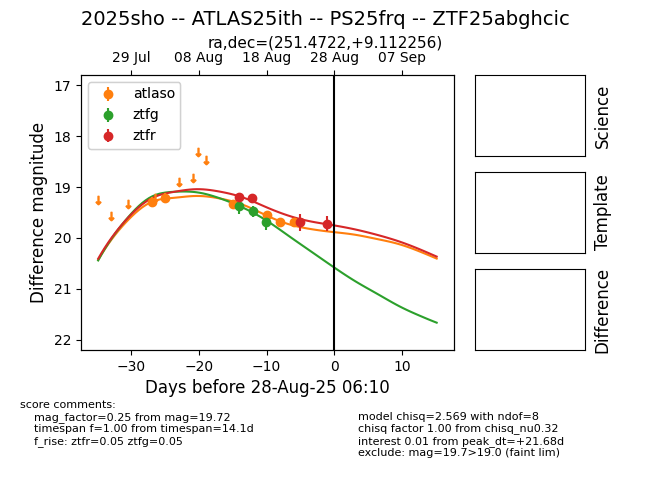 2025sho -- ATLAS25ith -- PS25frq -- ZTF25abghcic
ra,dec=(251.4722,+9.112256)
29 Jul 08 Aug 18 Aug 28 Aug 07 Sep
17
18
19
20
21
22
Difference magnitude
atlaso
ztfg
ztfr
−30 −20 −10 0 10
Days before 28-Aug-25 06:10
Science
Template
Difference
score comments:
mag_factor=0.25 from mag=19.72
timespan f=1.00 from timespan=14.1d
f_rise: ztfr=0.05 ztfg=0.05
model chisq=2.569 with ndof=8
chisq factor 1.00 from chisq_nu0.32
interest 0.01 from peak_dt=+21.68d
exclude: mag=19.7>19.0 (faint lim)